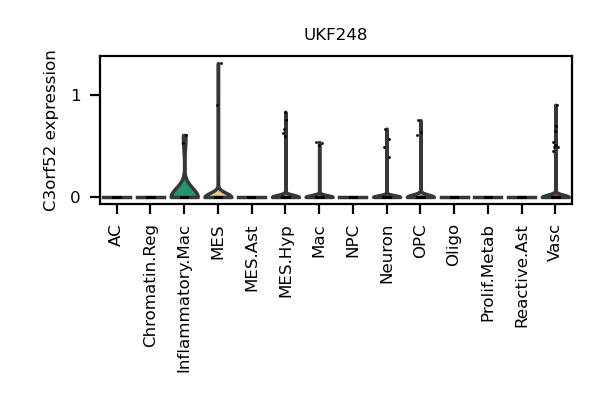 UKF248
C3orf52 expression
1
0
AC
Chromatin.Reg
Inflammatory.Mac
MES
MES.Ast
MES.Hyp
Mac
NPC
Neuron
OPC
Oligo
Prolif.Metab
Reactive.Ast
Vasc